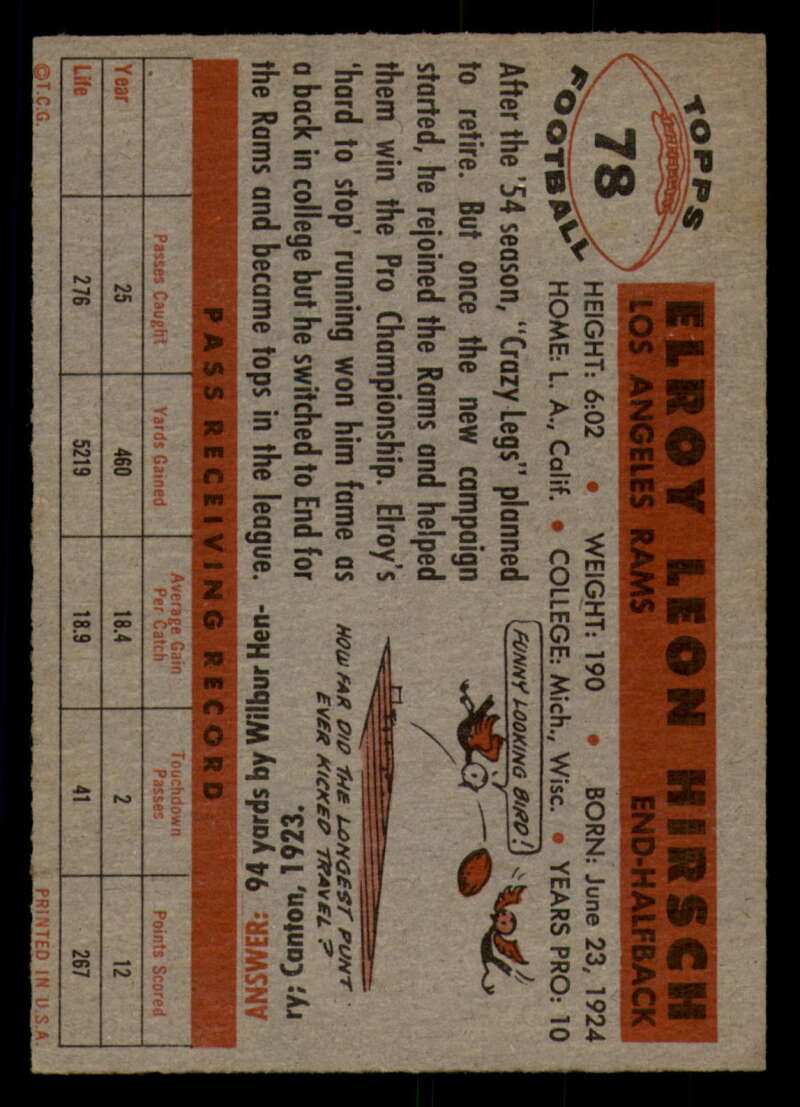 TOPPS
78
FOOTBALL
ELROY LEON HIRSCH
LOS ANGELES RAMS END-HALFBACK
HEIGHT: 6:02 • WEIGHT: 190 • BORN: June 23, 1924
HOME: L. A., Calif. • COLLEGE: Mich., Wisc. • YEARS PRO: 10
After the '54 season, "Crazy Legs" planned
to retire. But once the new campaign
started, he rejoined the Rams and helped
them win the Pro Championship. Elroy's
'hard to stop' running won him fame as
a back in college but he switched to End for
the Rams and became tops in the league.
FUNNY LOOKING BIRD!
HOW FAR DID THE LONGEST PUNT
EVER KICKED TRAVEL?
ANSWER: 94 yards by Wilbur Hen-
ry; Canton, 1923.
PASS RECEIVING RECORD
Passes Caught Yards Gained Average Gain Per Catch Touchdown Passes Points Scored
Year 25 460 18.4 2 12
Life 276 5219 18.9 41 267
©T.C.G. PRINTED IN U.S.A.